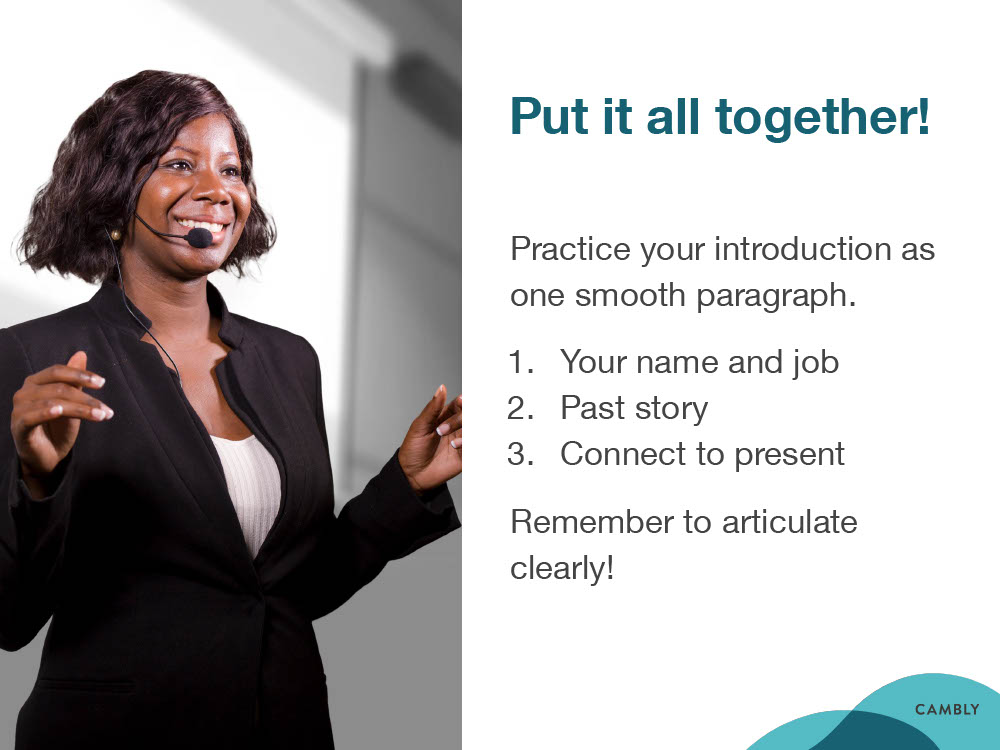 Put it all together!
Practice your introduction as
one smooth paragraph.
1. Your name and job
2. Past story
3. Connect to present
Remember to articulate
clearly!
CAMBLY